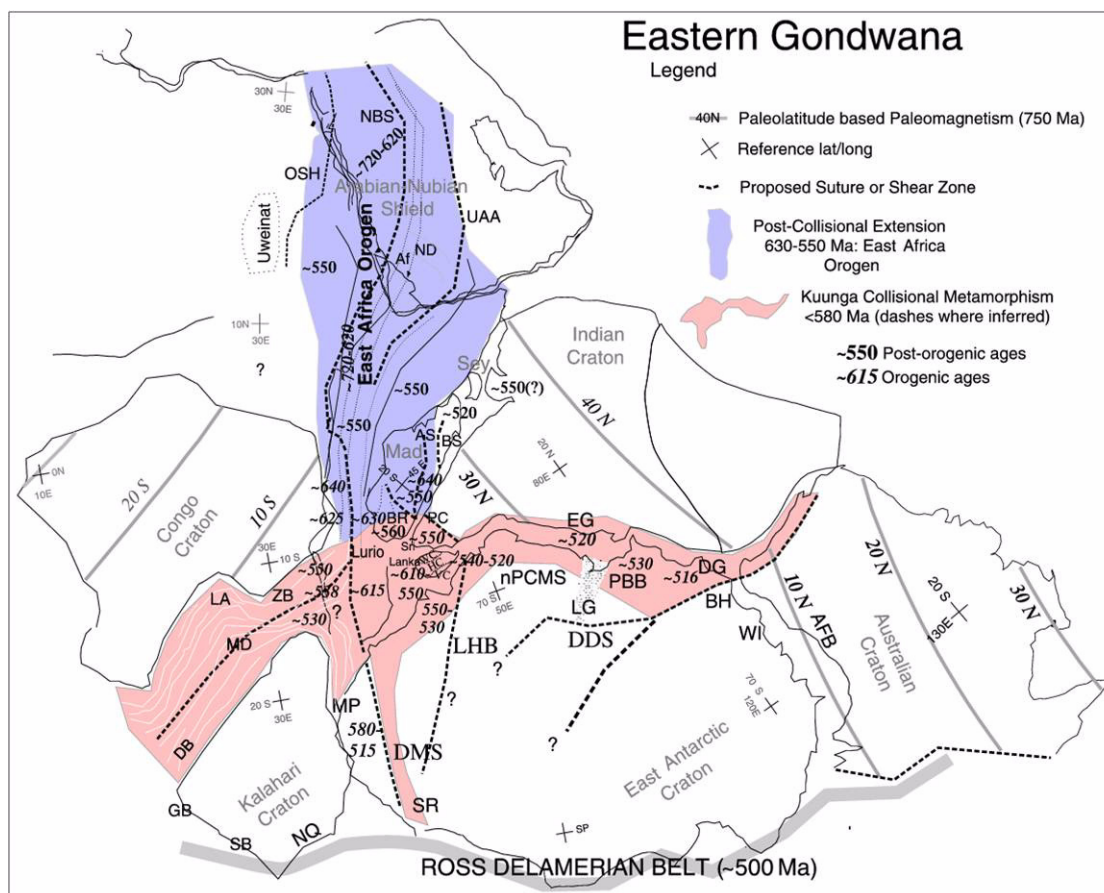 Eastern Gondwana
Legend
40N Paleolatitude based Paleomagnetism (750 Ma)
Reference lat/long
Proposed Suture or Shear Zone
Post-Collisional Extension
630-550 Ma: East Africa
Orogen
Kuunga Collisional Metamorphism
<580 Ma (dashes where inferred)
~550 Post-orogenic ages
~615 Orogenic ages
30N
30E
NBS
~720-620
OSH
Arabian-Nubian
Shield
UAA
Uweinat
ND
Af
~550
East Africa Orogen
10N
30E
?
~720-620
Indian
Craton
Sey
~550
~550(?)
40 N
~520
~550
AS
BS
Mad
20 S
45 E
20 N
80E
0N
10E
20 S
Congo
Craton
10 S
~640
~640
~550
30 N
~625
~630
BR
PC
~560
~550
EG
~520
30E
10 S
Lurio
Sri
Lanka
~540-520
~550
~610
~530
LA
ZB
~558
~615
550
nPCMS
PBB
DG
~516
?
~530
550-
530
70 S
50E
LG
BH
10 N
20 N
20 S
130E
30 N
MD
LHB
DDS
WI
AFB
Australian
Craton
?
20 S
30E
MP
?
70 S
120E
DB
580-
515
DMS
?
East Antarctic
Craton
Kalahari
Craton
GB
SB
NQ
SR
SP
ROSS DELAMERIAN BELT (~500 Ma)